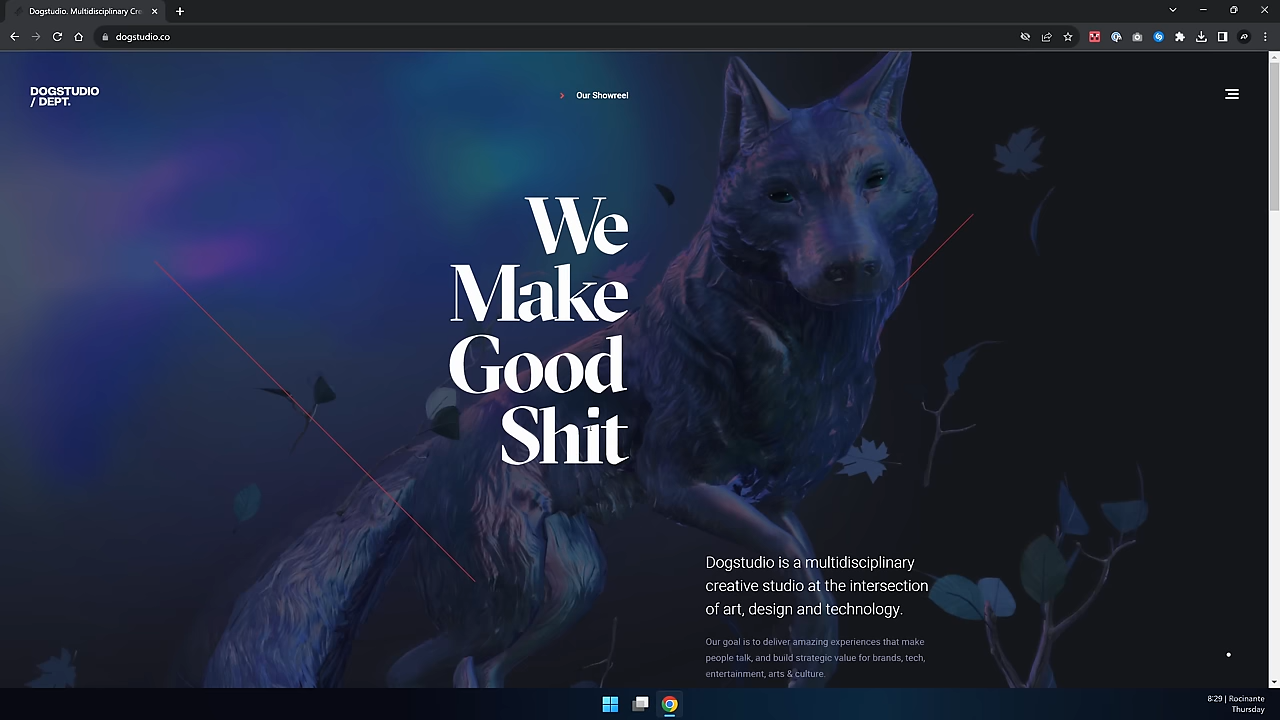 Dogstudio. Multidisciplinary Cre
dogstudio.co
DOGSTUDIO
/ DEPT.
Our Showreel
We
Make
Good
Shit
Dogstudio is a multidisciplinary
creative studio at the intersection
of art, design and technology.
Our goal is to deliver amazing experiences that make
people talk, and build strategic value for brands, tech,
entertainment, arts & culture.
8:29 | Rocinante
Thursday